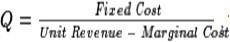 Q = Fixed Cost
Unit Revenue - Marginal Cost